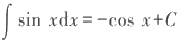 ∫ sin xdx = -cos x + C